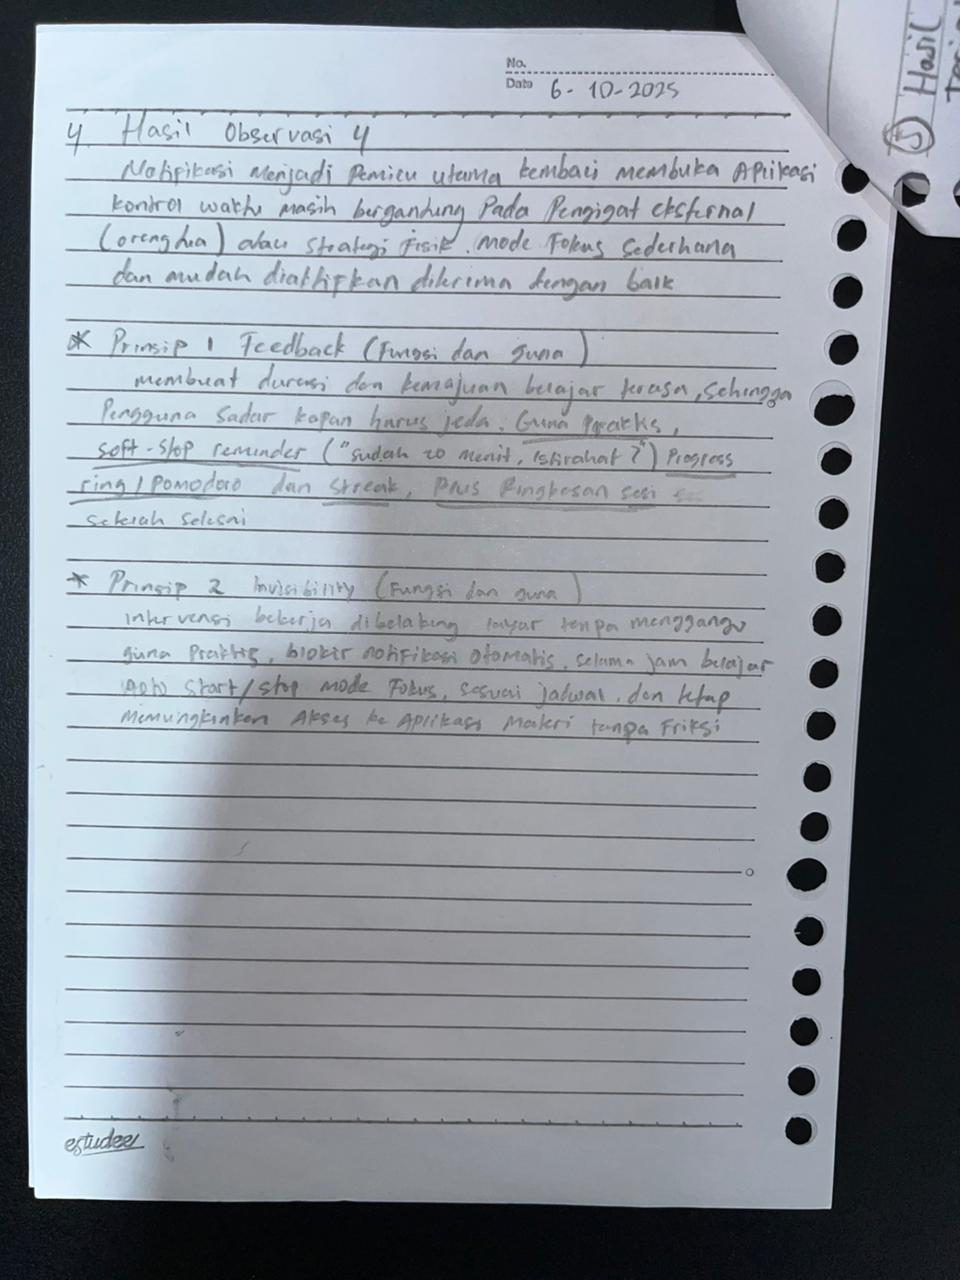 No.
Date 6-10-2025
4 Hasil Observasi 4
Notifikasi Menjadi Pemicu utama kembali membuka Aplikasi
kontrol waktu masih bergantung Pada Pengigat eksternal
(orangtua) atau strategi Fisik. mode Fokus sederhana
dan mudah diaktifkan diterima dengan baik
* Prinsip 1 Feedback (Fungsi dan guna)
membuat durasi dan kemajuan belajar terasa, sehingga
Pengguna sadar kapan harus jeda. Guna Praktis,
soft-stop reminder ("sudah 20 menit, istirahat?") Progress
ring/Pomodoro dan streak, Plus Ringkasan sesi
setelah selesai
* Prinsip 2 Invisibility (Fungsi dan guna)
intervensi bekerja dibelakang layar tanpa menggangu
guna Praktis, blokir notifikasi otomatis, selama jam belajar
Auto start/stop mode Fokus, sesuai jadwal, dan tetap
Memungkinkan Akses ke Aplikasi Materi tanpa Friksi
estudee
Hasil
5